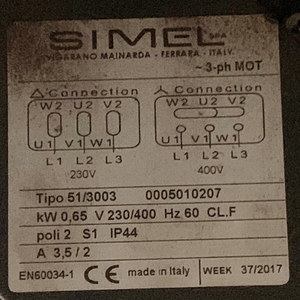 SIMEL SPA
VIGARANO MAINARDA - FERRARA - ITALY.
~ 3-ph MOT
△ Connection
W2 U2 V2
U1 V1 W1
L1 L2 L3
230V
Connection
W2 U2 V2
U1 V1 W1
L1 L2 L3
400V
Tipo 51/3003 0005010207
kW 0,65 V 230/400 Hz 60 CL.F
poli 2 S1 IP44
A 3,5/2
EN60034-1 CE made in Italy WEEK 37/2017